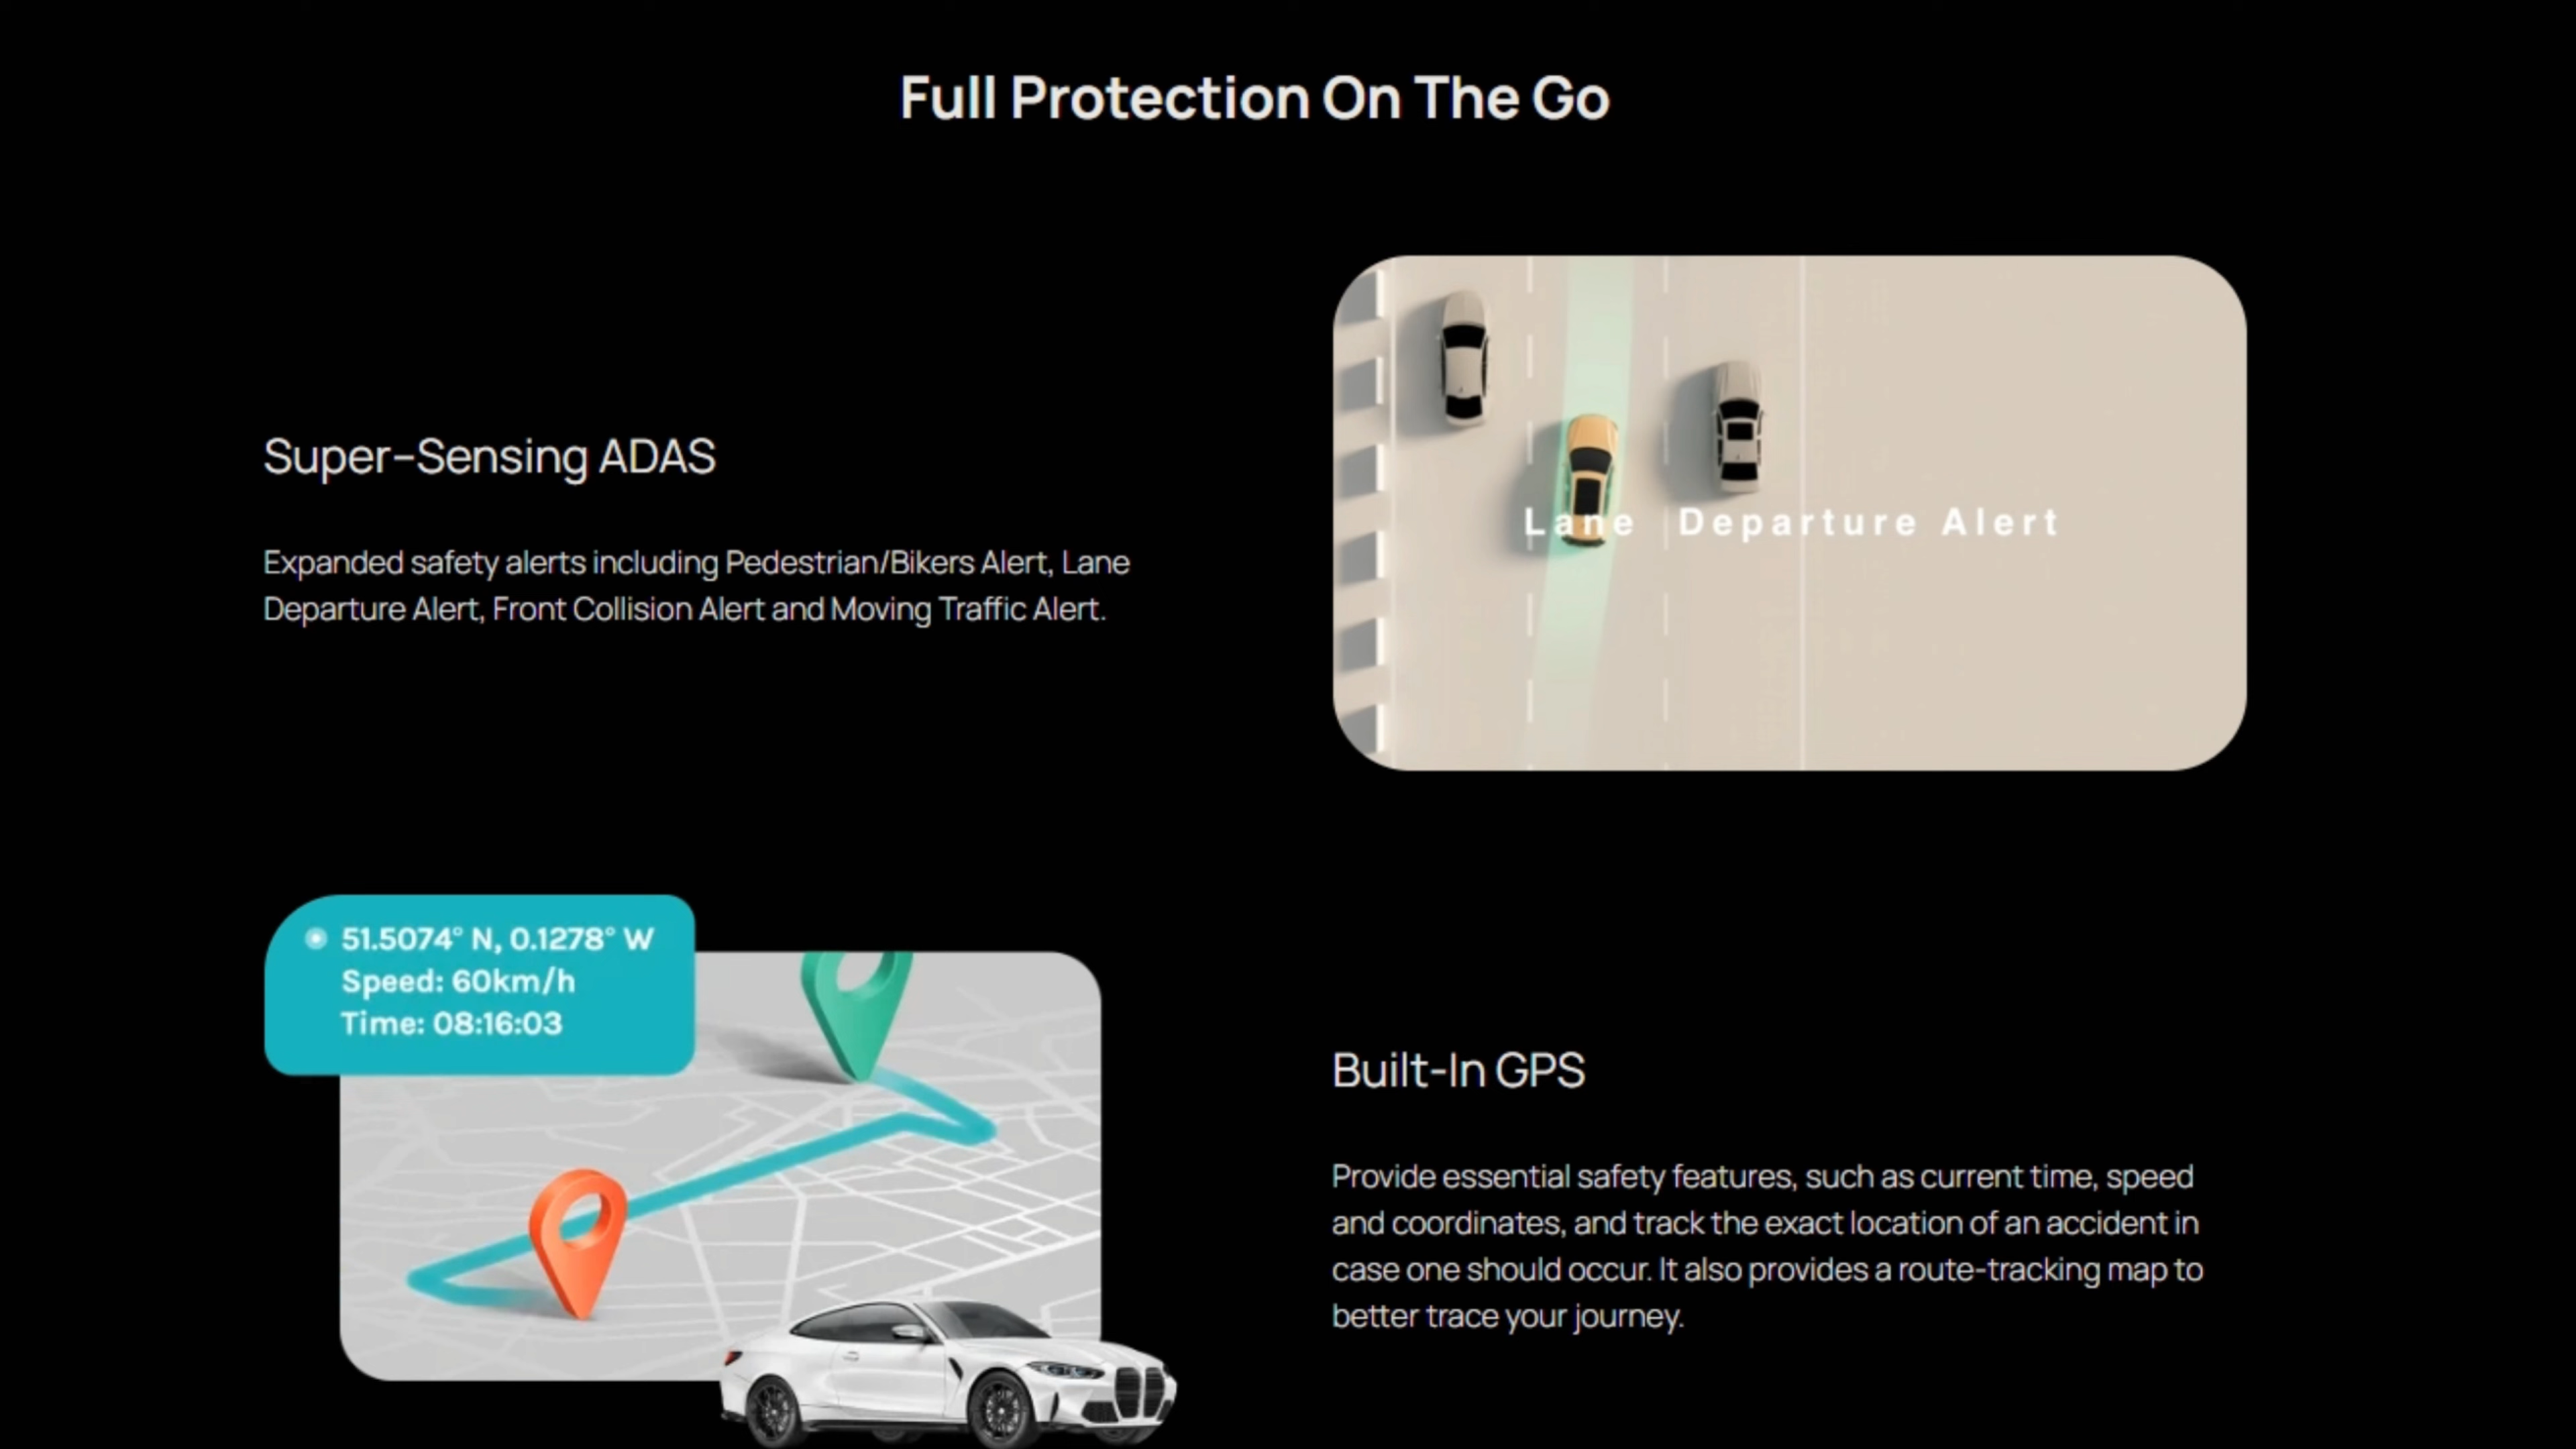 Full Protection On The Go
Super-Sensing ADAS
Expanded safety alerts including Pedestrian/Bikers Alert, Lane
Departure Alert, Front Collision Alert and Moving Traffic Alert.
Lane Departure Alert
51.5074° N, 0.1278° W
Speed: 60km/h
Time: 08:16:03
Built-In GPS
Provide essential safety features, such as current time, speed
and coordinates, and track the exact location of an accident in
case one should occur. It also provides a route-tracking map to
better trace your journey.